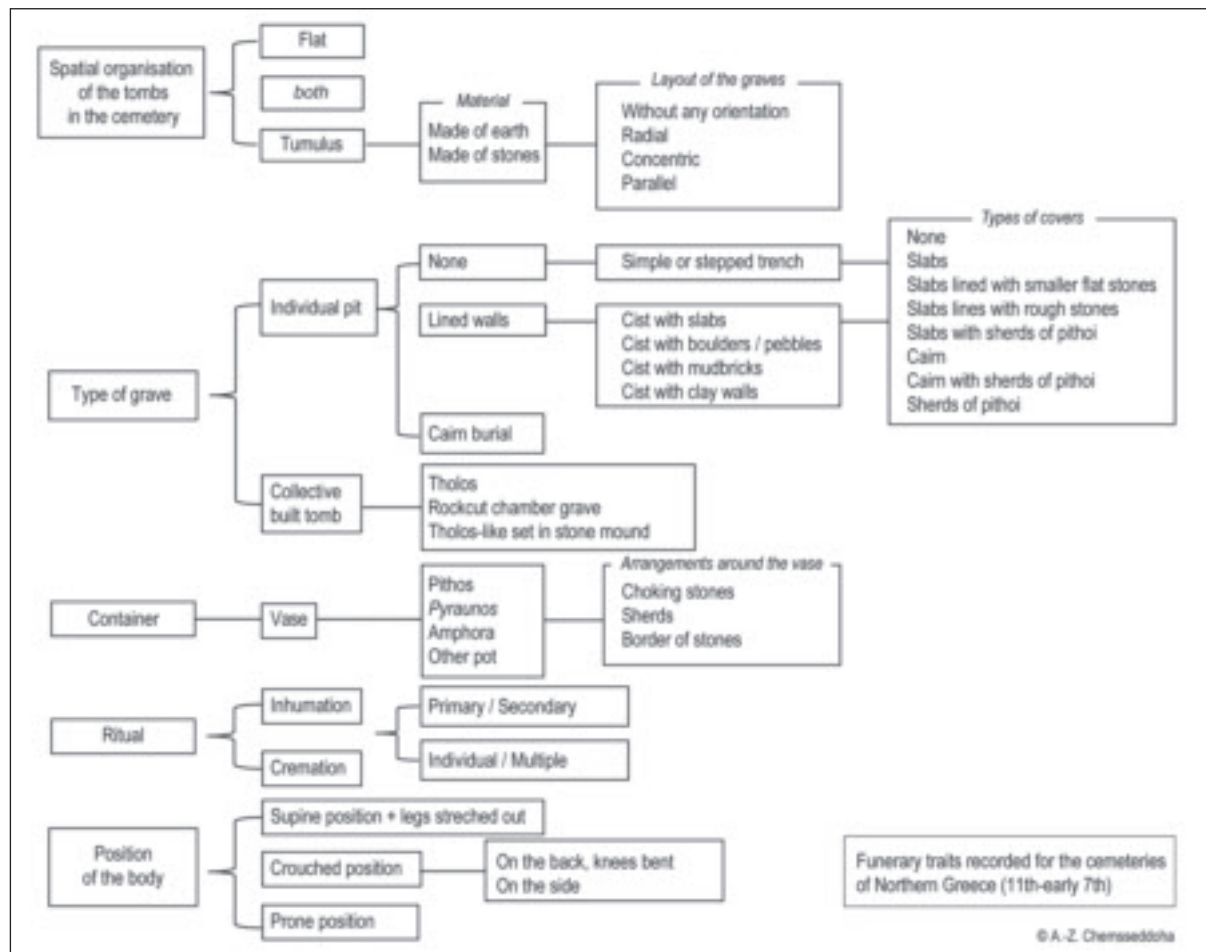 Spatial organisation
of the tombs
in the cemetery
Flat
both
Tumulus
Material
Made of earth
Made of stones
Layout of the graves
Without any orientation
Radial
Concentric
Parallel
Type of grave
Individual pit
None
Simple or stepped trench
Lined walls
Cist with slabs
Cist with boulders / pebbles
Cist with mudbricks
Cist with clay walls
Types of covers
None
Slabs
Slabs lined with smaller flat stones
Slabs lines with rough stones
Slabs with sherds of pithoi
Cairn
Cairn with sherds of pithoi
Sherds of pithoi
Cairn burial
Collective
built tomb
Tholos
Rockcut chamber grave
Tholos-like set in stone mound
Container
Vase
Pithos
Pyraunos
Amphora
Other pot
Arrangements around the vase
Choking stones
Sherds
Border of stones
Ritual
Inhumation
Cremation
Primary / Secondary
Individual / Multiple
Position
of the body
Supine position + legs streched out
Crouched position
On the back, knees bent
On the side
Prone position
Funerary traits recorded for the cemeteries
of Northern Greece (11th-early 7th)
© A.-Z. Chemsseddoha